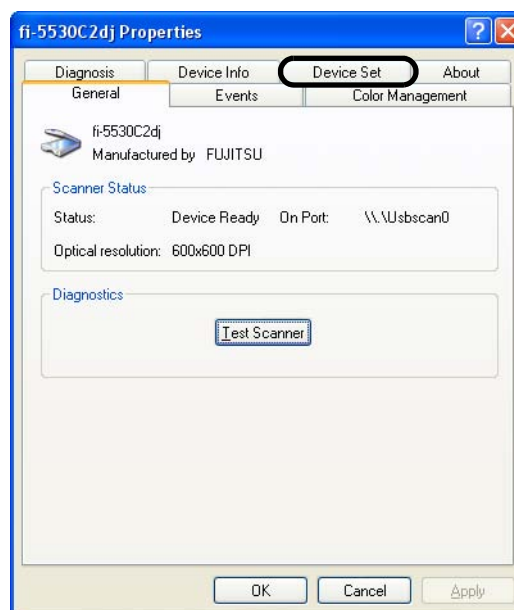 fi-5530C2dj Properties
Diagnosis Device Info Device Set About
General Events Color Management
fi-5530C2dj
Manufactured by FUJITSU
Scanner Status
Status: Device Ready On Port: \\.\Usbscan0
Optical resolution: 600x600 DPI
Diagnostics
Test Scanner
OK Cancel Apply